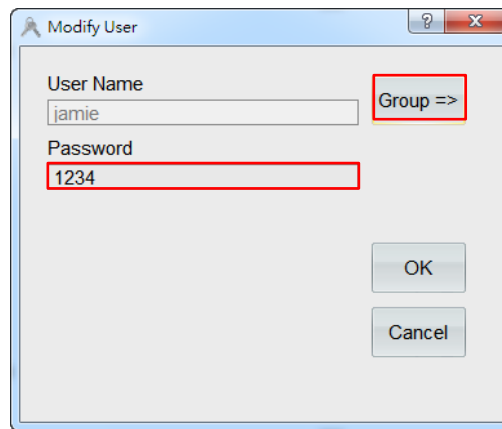 Modify User
User Name
Group =>
jamie
Password
1234
OK
Cancel